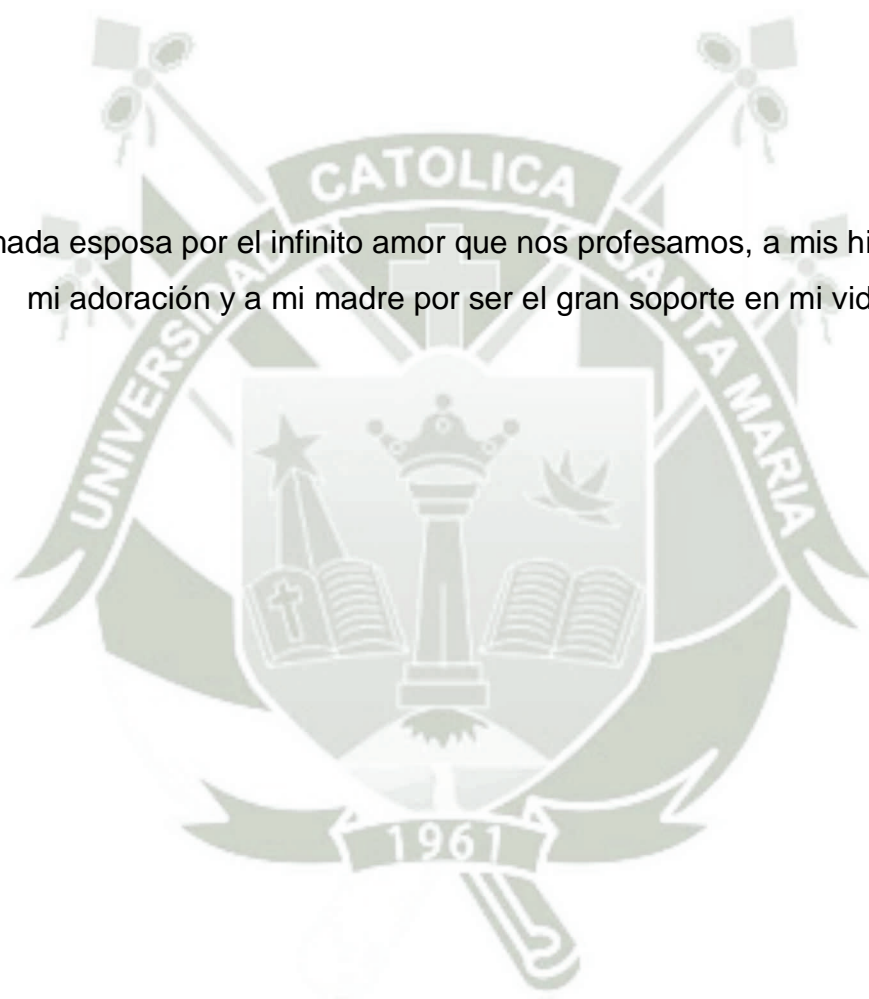 UNIVERSIDAD CATOLICA SANTA MARIA
esposa por el infinito amor que nos profesamos, a mis hi
mi adoración y a mi madre por ser el gran soporte en mi vid
1961